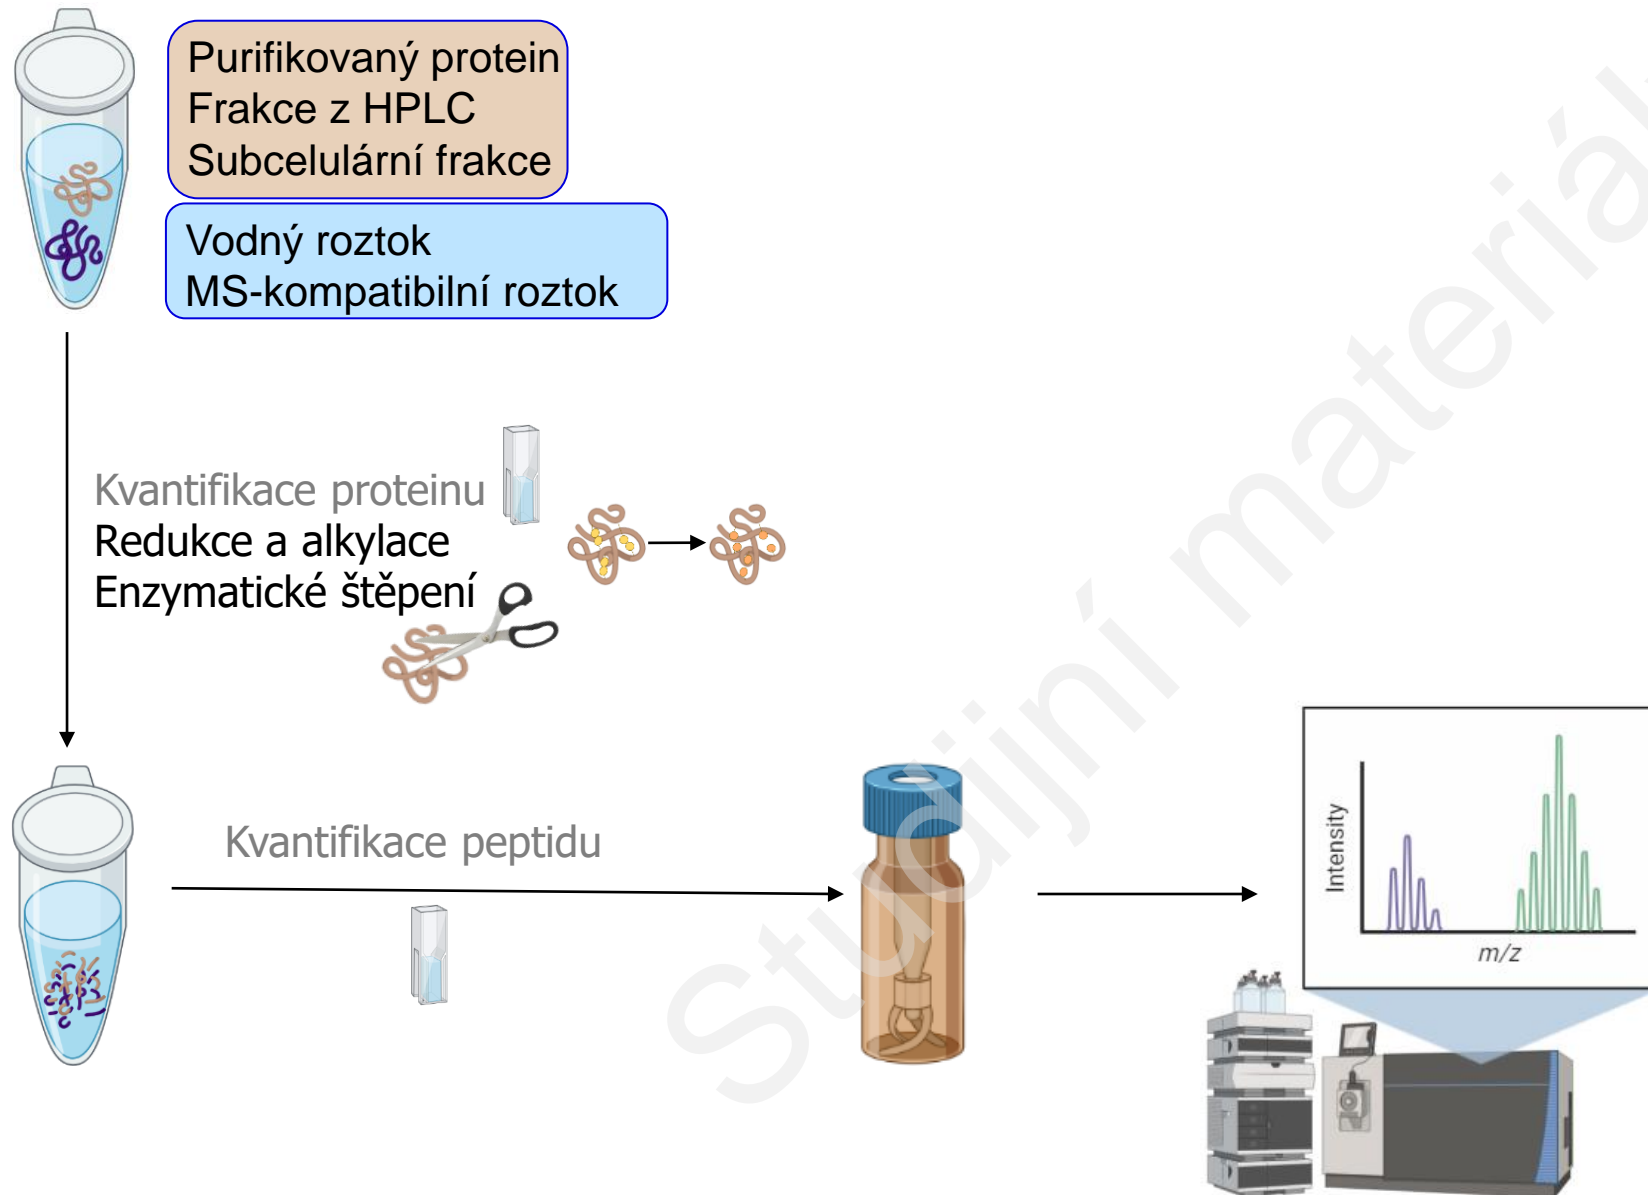 Purifikovaný protein
Frakce z HPLC
Subcelulární frakce
Vodný roztok
MS-kompatibilní roztok
Kvantifikace proteinu
Redukce a alkylace
Enzymatické štěpení
Kvantifikace peptidu
Intensity
m/z
Studijní materiál